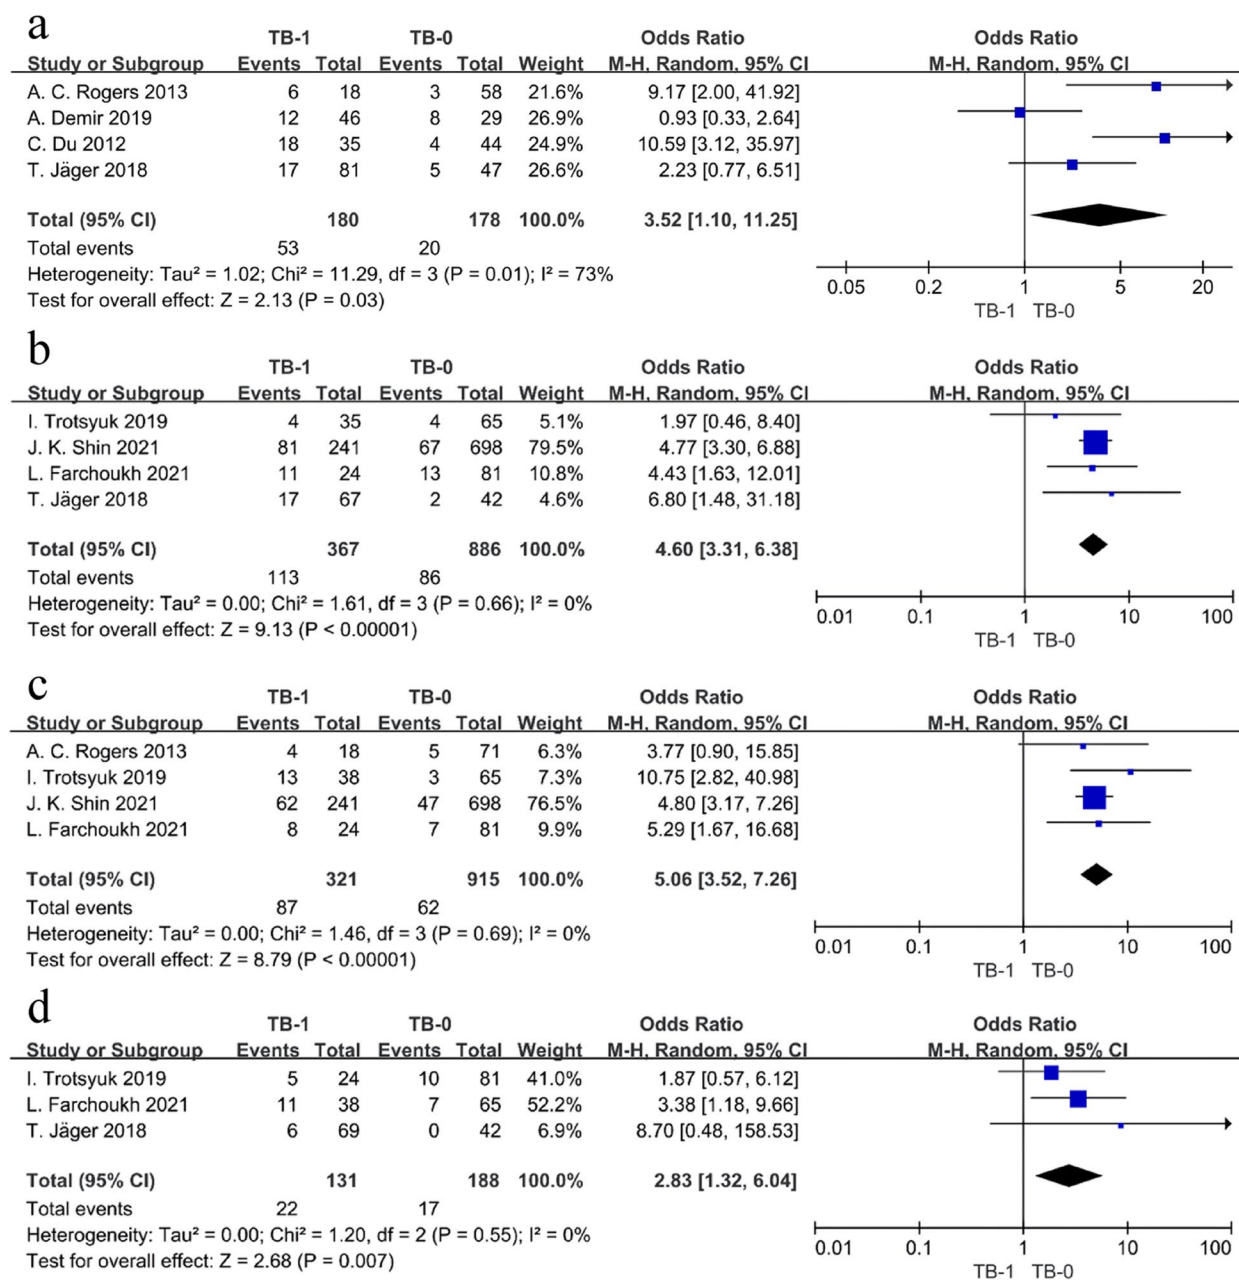 a
TB-1 TB-0 Odds Ratio Odds Ratio
Study or Subgroup Events Total Events Total Weight M-H, Random, 95% CI M-H, Random, 95% CI
A. C. Rogers 2013 6 18 3 58 21.6% 9.17 [2.00, 41.92]
A. Demir 2019 12 46 8 29 26.9% 0.93 [0.33, 2.64]
C. Du 2012 18 35 4 44 24.9% 10.59 [3.12, 35.97]
T. Jäger 2018 17 81 5 47 26.6% 2.23 [0.77, 6.51]
Total (95% CI) 180 178 100.0% 3.52 [1.10, 11.25]
Total events 53 20
Heterogeneity: Tau² = 1.02; Chi² = 11.29, df = 3 (P = 0.01); I² = 73%
Test for overall effect: Z = 2.13 (P = 0.03)
0.05 0.2 1 5 20
TB-1 TB-0
b
TB-1 TB-0 Odds Ratio Odds Ratio
Study or Subgroup Events Total Events Total Weight M-H, Random, 95% CI M-H, Random, 95% CI
I. Trotsyuk 2019 4 35 4 65 5.1% 1.97 [0.46, 8.40]
J. K. Shin 2021 81 241 67 698 79.5% 4.77 [3.30, 6.88]
L. Farchoukh 2021 11 24 13 81 10.8% 4.43 [1.63, 12.01]
T. Jäger 2018 17 67 2 42 4.6% 6.80 [1.48, 31.18]
Total (95% CI) 367 886 100.0% 4.60 [3.31, 6.38]
Total events 113 86
Heterogeneity: Tau² = 0.00; Chi² = 1.61, df = 3 (P = 0.66); I² = 0%
Test for overall effect: Z = 9.13 (P < 0.00001)
0.01 0.1 1 10 100
TB-1 TB-0
c
TB-1 TB-0 Odds Ratio Odds Ratio
Study or Subgroup Events Total Events Total Weight M-H, Random, 95% CI M-H, Random, 95% CI
A. C. Rogers 2013 4 18 5 71 6.3% 3.77 [0.90, 15.85]
I. Trotsyuk 2019 13 38 3 65 7.3% 10.75 [2.82, 40.98]
J. K. Shin 2021 62 241 47 698 76.5% 4.80 [3.17, 7.26]
L. Farchoukh 2021 8 24 7 81 9.9% 5.29 [1.67, 16.68]
Total (95% CI) 321 915 100.0% 5.06 [3.52, 7.26]
Total events 87 62
Heterogeneity: Tau² = 0.00; Chi² = 1.46, df = 3 (P = 0.69); I² = 0%
Test for overall effect: Z = 8.79 (P < 0.00001)
0.01 0.1 1 10 100
TB-1 TB-0
d
TB-1 TB-0 Odds Ratio Odds Ratio
Study or Subgroup Events Total Events Total Weight M-H, Random, 95% CI M-H, Random, 95% CI
I. Trotsyuk 2019 5 24 10 81 41.0% 1.87 [0.57, 6.12]
L. Farchoukh 2021 11 38 7 65 52.2% 3.38 [1.18, 9.66]
T. Jäger 2018 6 69 0 42 6.9% 8.70 [0.48, 158.53]
Total (95% CI) 131 188 100.0% 2.83 [1.32, 6.04]
Total events 22 17
Heterogeneity: Tau² = 0.00; Chi² = 1.20, df = 2 (P = 0.55); I² = 0%
Test for overall effect: Z = 2.68 (P = 0.007)
0.01 0.1 1 10 100
TB-1 TB-0